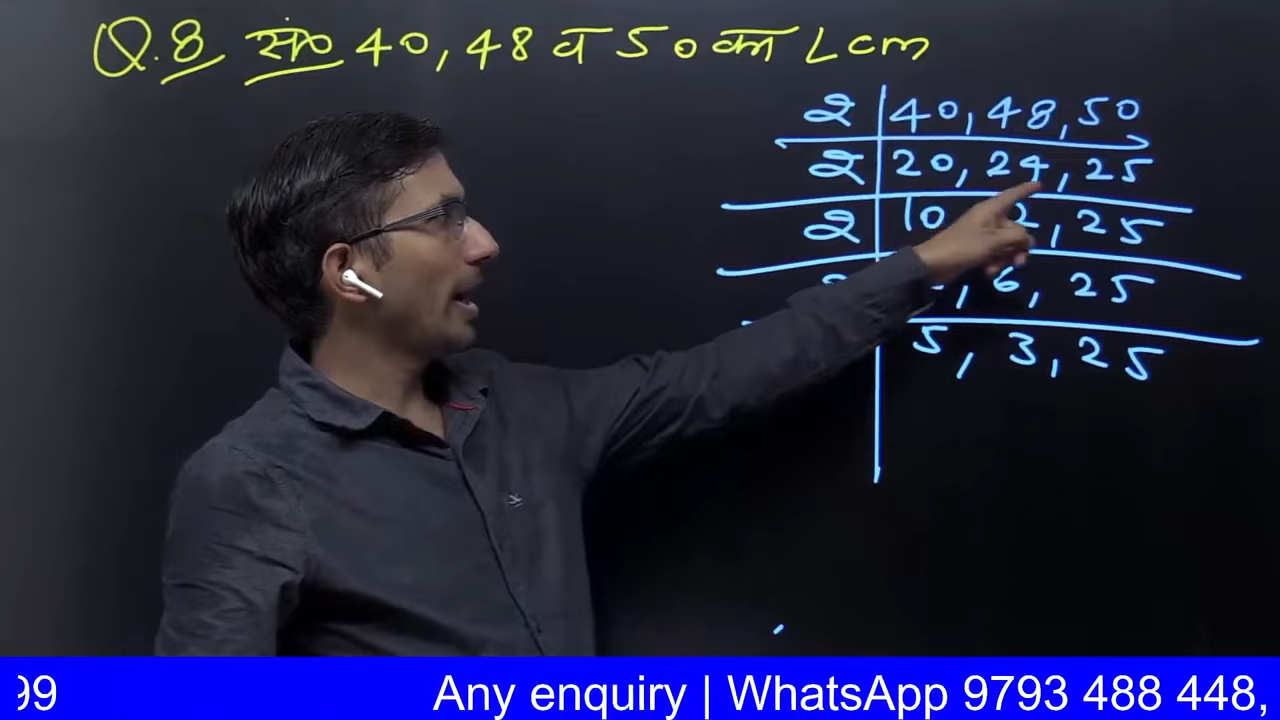 Q.8 सं० 40, 48 व 50 का Lcm
2 40, 48, 50
2 20, 24, 25
2 10 2, 25
, 6, 25
5, 3, 25
99 Any enquiry | WhatsApp 9793 488 448,